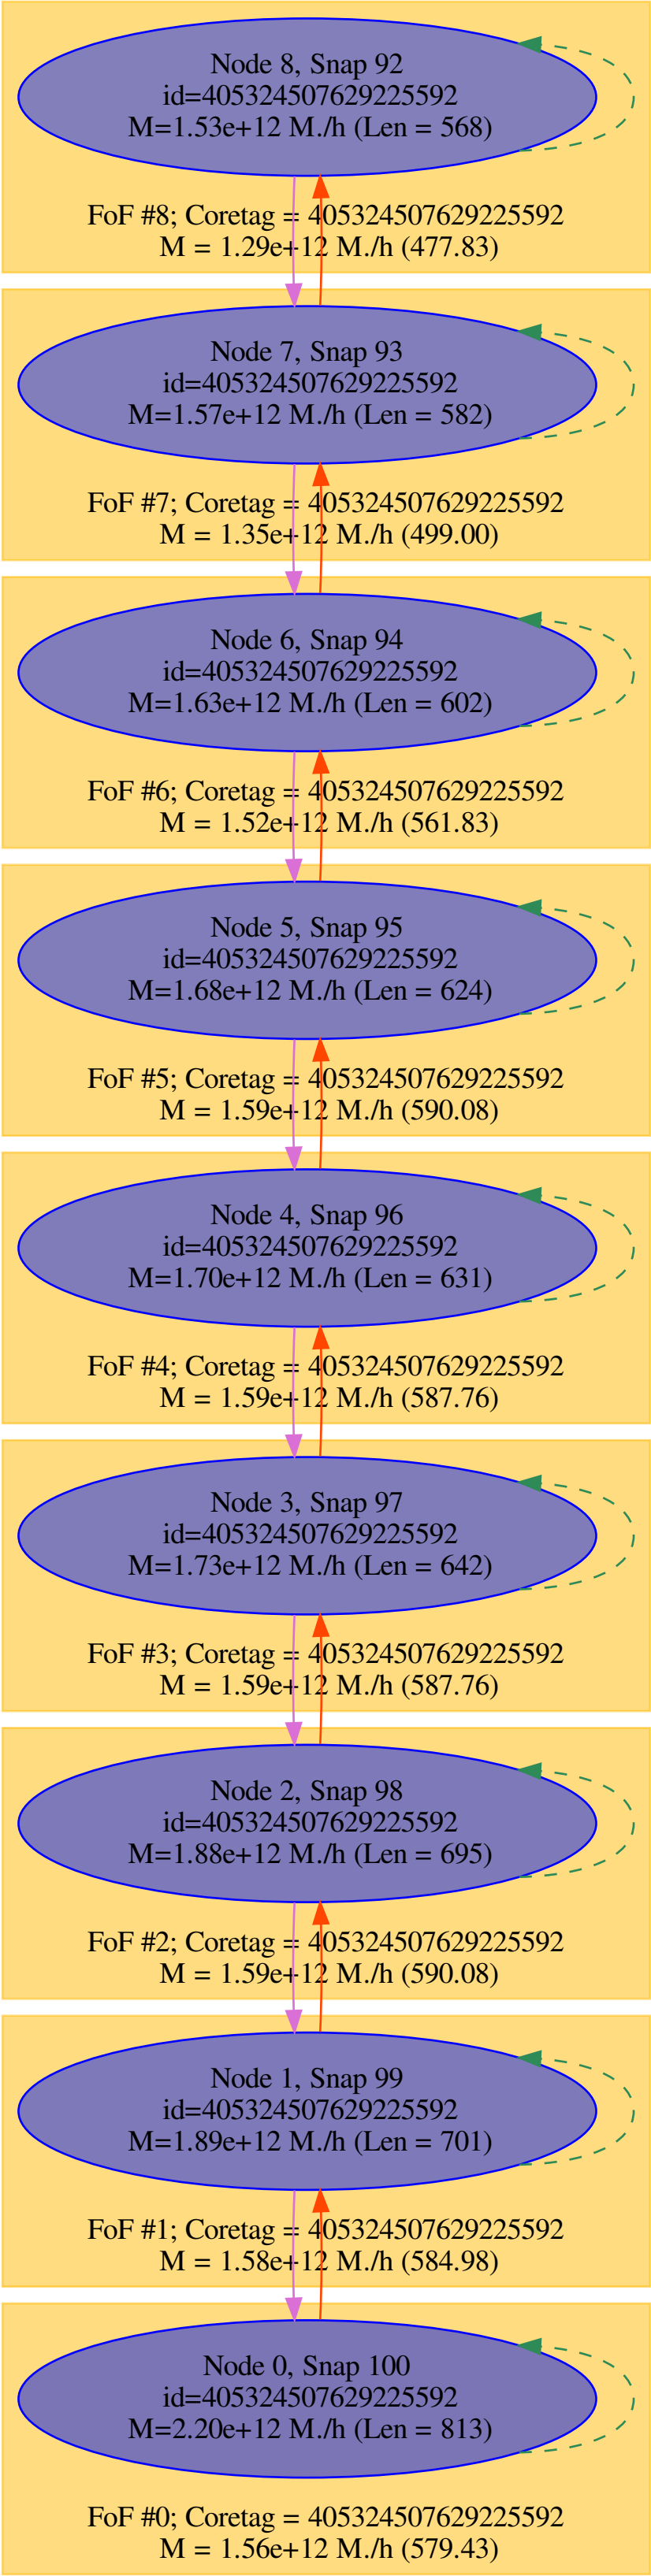 Node 8, Snap 92
id=405324507629225592
M=1.53e+12 M./h (Len = 568)
FoF #8; Coretag = 405324507629225592
M = 1.29e+12 M./h (477.83)
Node 7, Snap 93
id=405324507629225592
M=1.57e+12 M./h (Len = 582)
FoF #7; Coretag = 405324507629225592
M = 1.35e+12 M./h (499.00)
Node 6, Snap 94
id=405324507629225592
M=1.63e+12 M./h (Len = 602)
FoF #6; Coretag = 405324507629225592
M = 1.52e+12 M./h (561.83)
Node 5, Snap 95
id=405324507629225592
M=1.68e+12 M./h (Len = 624)
FoF #5; Coretag = 405324507629225592
M = 1.59e+12 M./h (590.08)
Node 4, Snap 96
id=405324507629225592
M=1.70e+12 M./h (Len = 631)
FoF #4; Coretag = 405324507629225592
M = 1.59e+12 M./h (587.76)
Node 3, Snap 97
id=405324507629225592
M=1.73e+12 M./h (Len = 642)
FoF #3; Coretag = 405324507629225592
M = 1.59e+12 M./h (587.76)
Node 2, Snap 98
id=405324507629225592
M=1.88e+12 M./h (Len = 695)
FoF #2; Coretag = 405324507629225592
M = 1.59e+12 M./h (590.08)
Node 1, Snap 99
id=405324507629225592
M=1.89e+12 M./h (Len = 701)
FoF #1; Coretag = 405324507629225592
M = 1.58e+12 M./h (584.98)
Node 0, Snap 100
id=405324507629225592
M=2.20e+12 M./h (Len = 813)
FoF #0; Coretag = 405324507629225592
M = 1.56e+12 M./h (579.43)